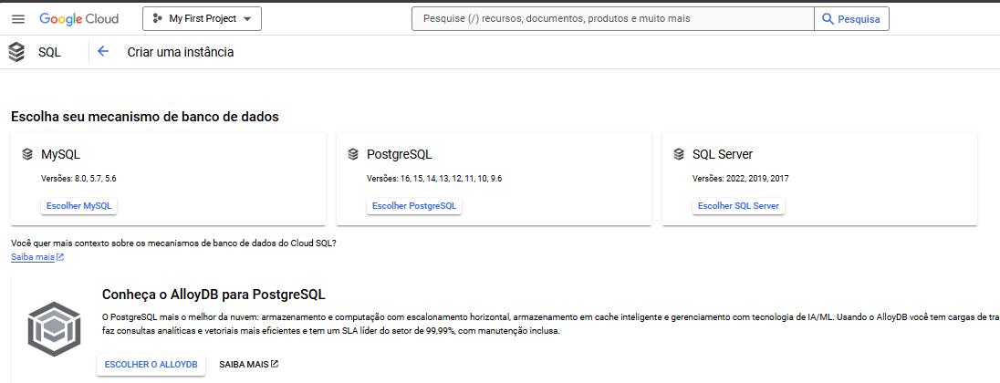 Google Cloud
My First Project
Pesquise (/) recursos, documentos, produtos e muito mais
Pesquisa
SQL
Criar uma instância
Escolha seu mecanismo de banco de dados
MySQL
Versões: 8.0, 5.7, 5.6
Escolher MySQL
PostgreSQL
Versões: 16, 15, 14, 13, 12, 11, 10, 9.6
Escolher PostgreSQL
SQL Server
Versões: 2022, 2019, 2017
Escolher SQL Server
Você quer mais contexto sobre os mecanismos de banco de dados do Cloud SQL?
Saiba mais
Conheça o AlloyDB para PostgreSQL
O PostgreSQL mais o melhor da nuvem: armazenamento e computação com escalonamento horizontal, armazenamento em cache inteligente e gerenciamento com tecnologia de IA/ML. Usando o AlloyDB você tem cargas de tra
faz consultas analíticas e vetoriais mais eficientes e tem um SLA líder do setor de 99,99%, com manutenção inclusa.
ESCOLHER O ALLOYDB
SAIBA MAIS